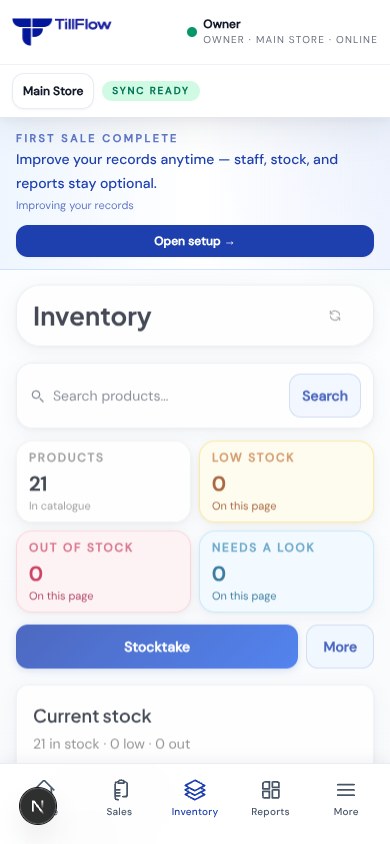 TillFlow
Owner
OWNER · MAIN STORE · ONLINE
Main Store
SYNC READY
FIRST SALE COMPLETE
Improve your records anytime — staff, stock, and
reports stay optional.
Improving your records
Open setup →
Inventory
Search products...
Search
PRODUCTS
21
In catalogue
LOW STOCK
0
On this page
OUT OF STOCK
0
On this page
NEEDS A LOOK
0
On this page
Stocktake
More
Current stock
21 in stock · 0 low · 0 out
N
Sales
Inventory
Reports
More